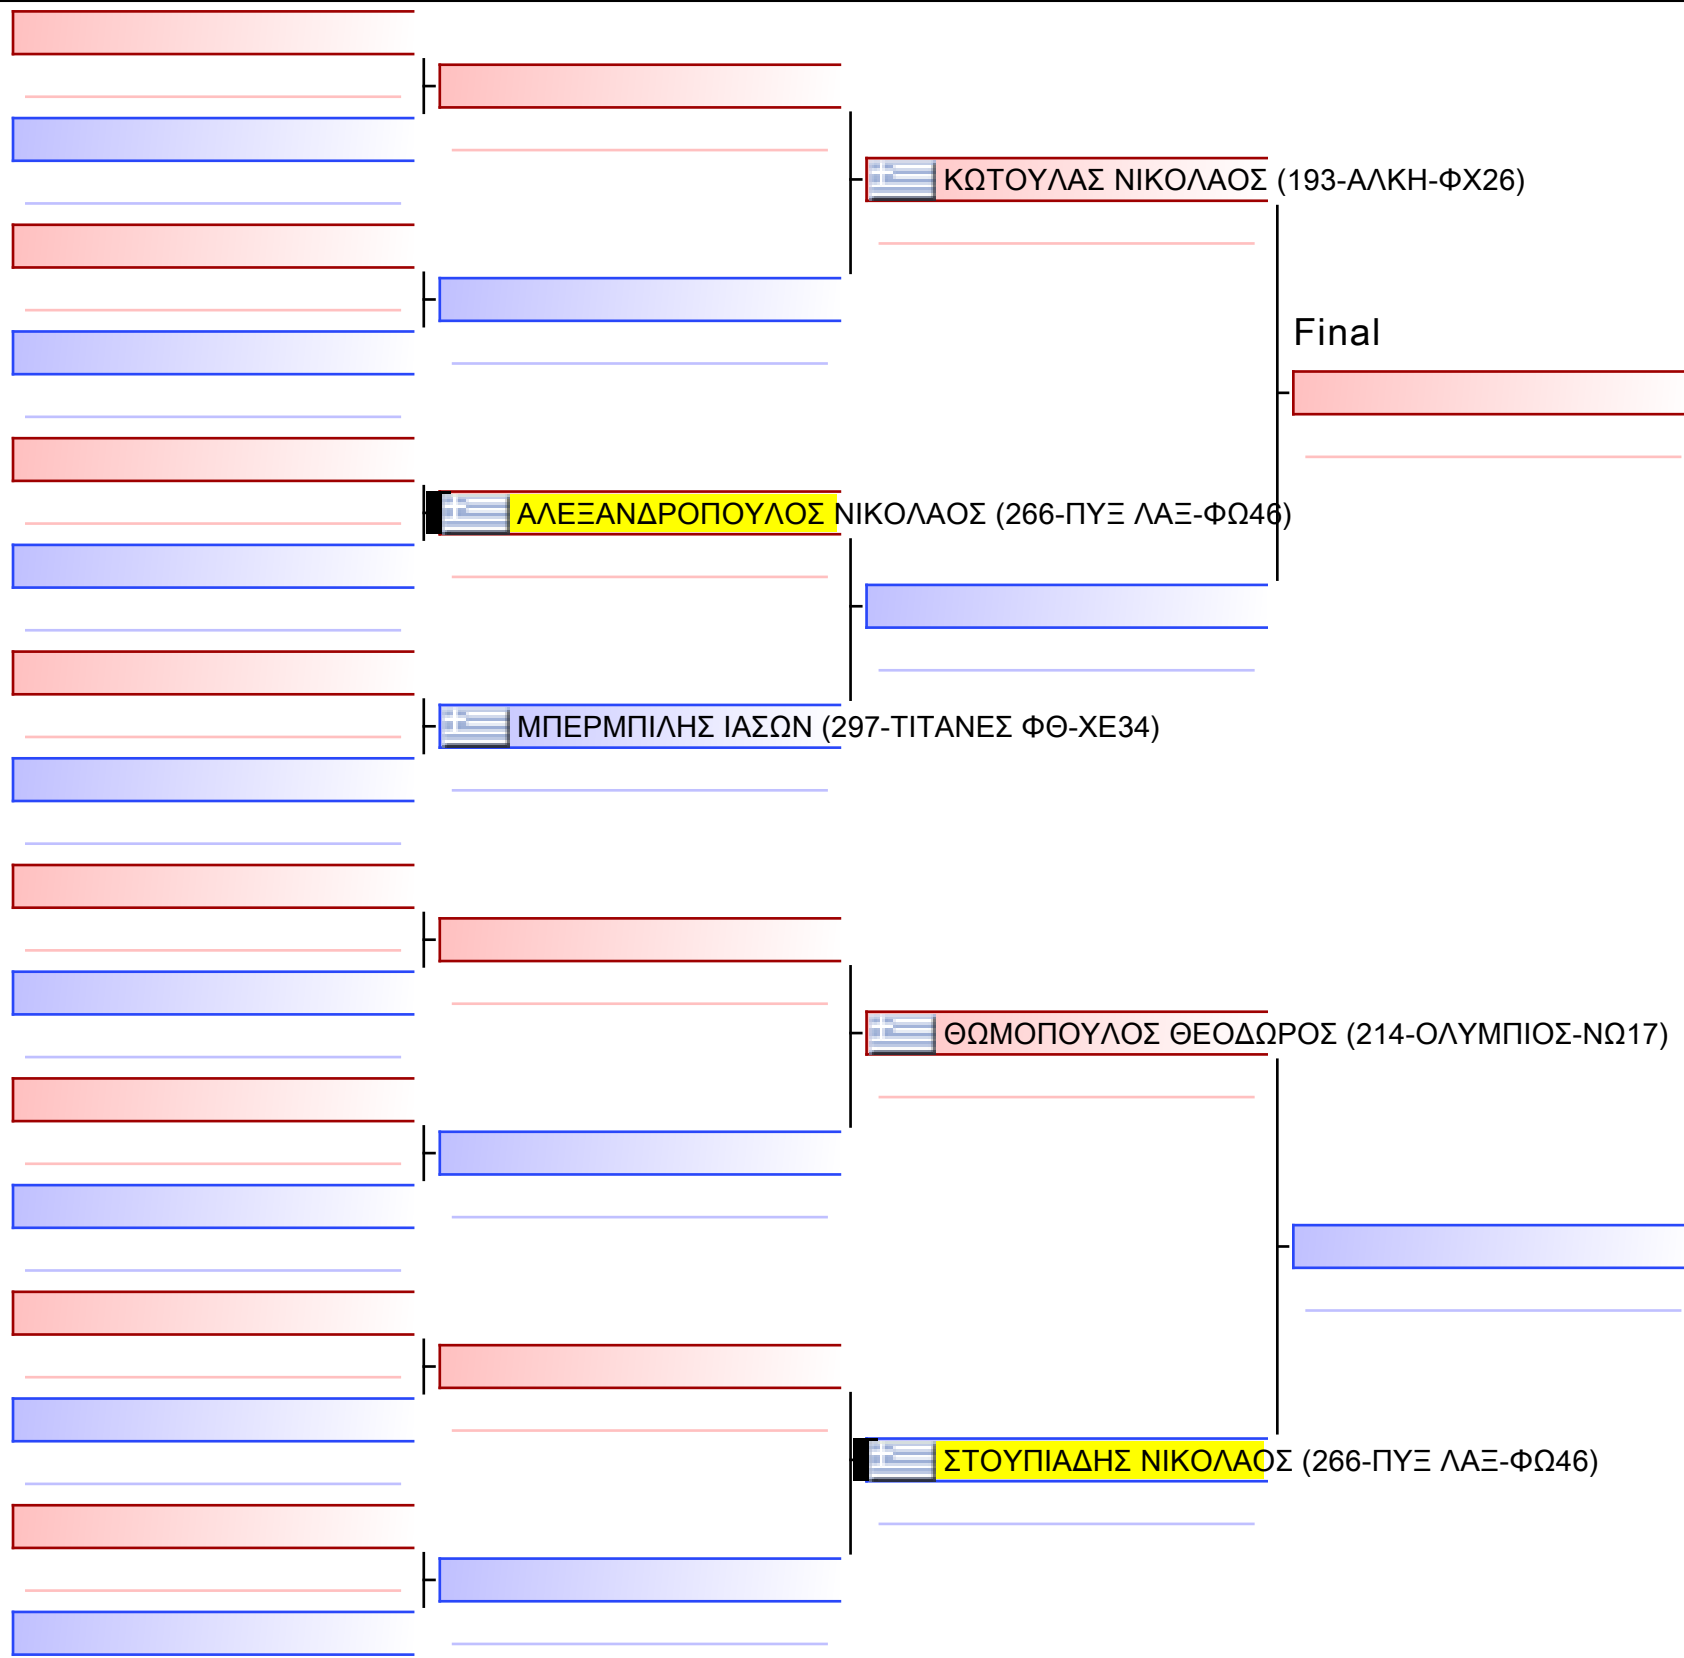 ΚΩΤΟΥΛΑΣ ΝΙΚΟΛΑΟΣ (193-ΑΛΚΗ-ΦΧ26)
Final
ΑΛΕΞΑΝΔΡΟΠΟΥΛΟΣ ΝΙΚΟΛΑΟΣ (266-ΠΥΞ ΛΑΞ-ΦΩ46)
ΜΠΕΡΜΠΙΛΗΣ ΙΑΣΩΝ (297-ΤΙΤΑΝΕΣ ΦΘ-ΧΕ34)
ΘΩΜΟΠΟΥΛΟΣ ΘΕΟΔΩΡΟΣ (214-ΟΛΥΜΠΙΟΣ-ΝΩ17)
ΣΤΟΥΠΙΑΔΗΣ ΝΙΚΟΛΑΟΣ (266-ΠΥΞ ΛΑΞ-ΦΩ46)